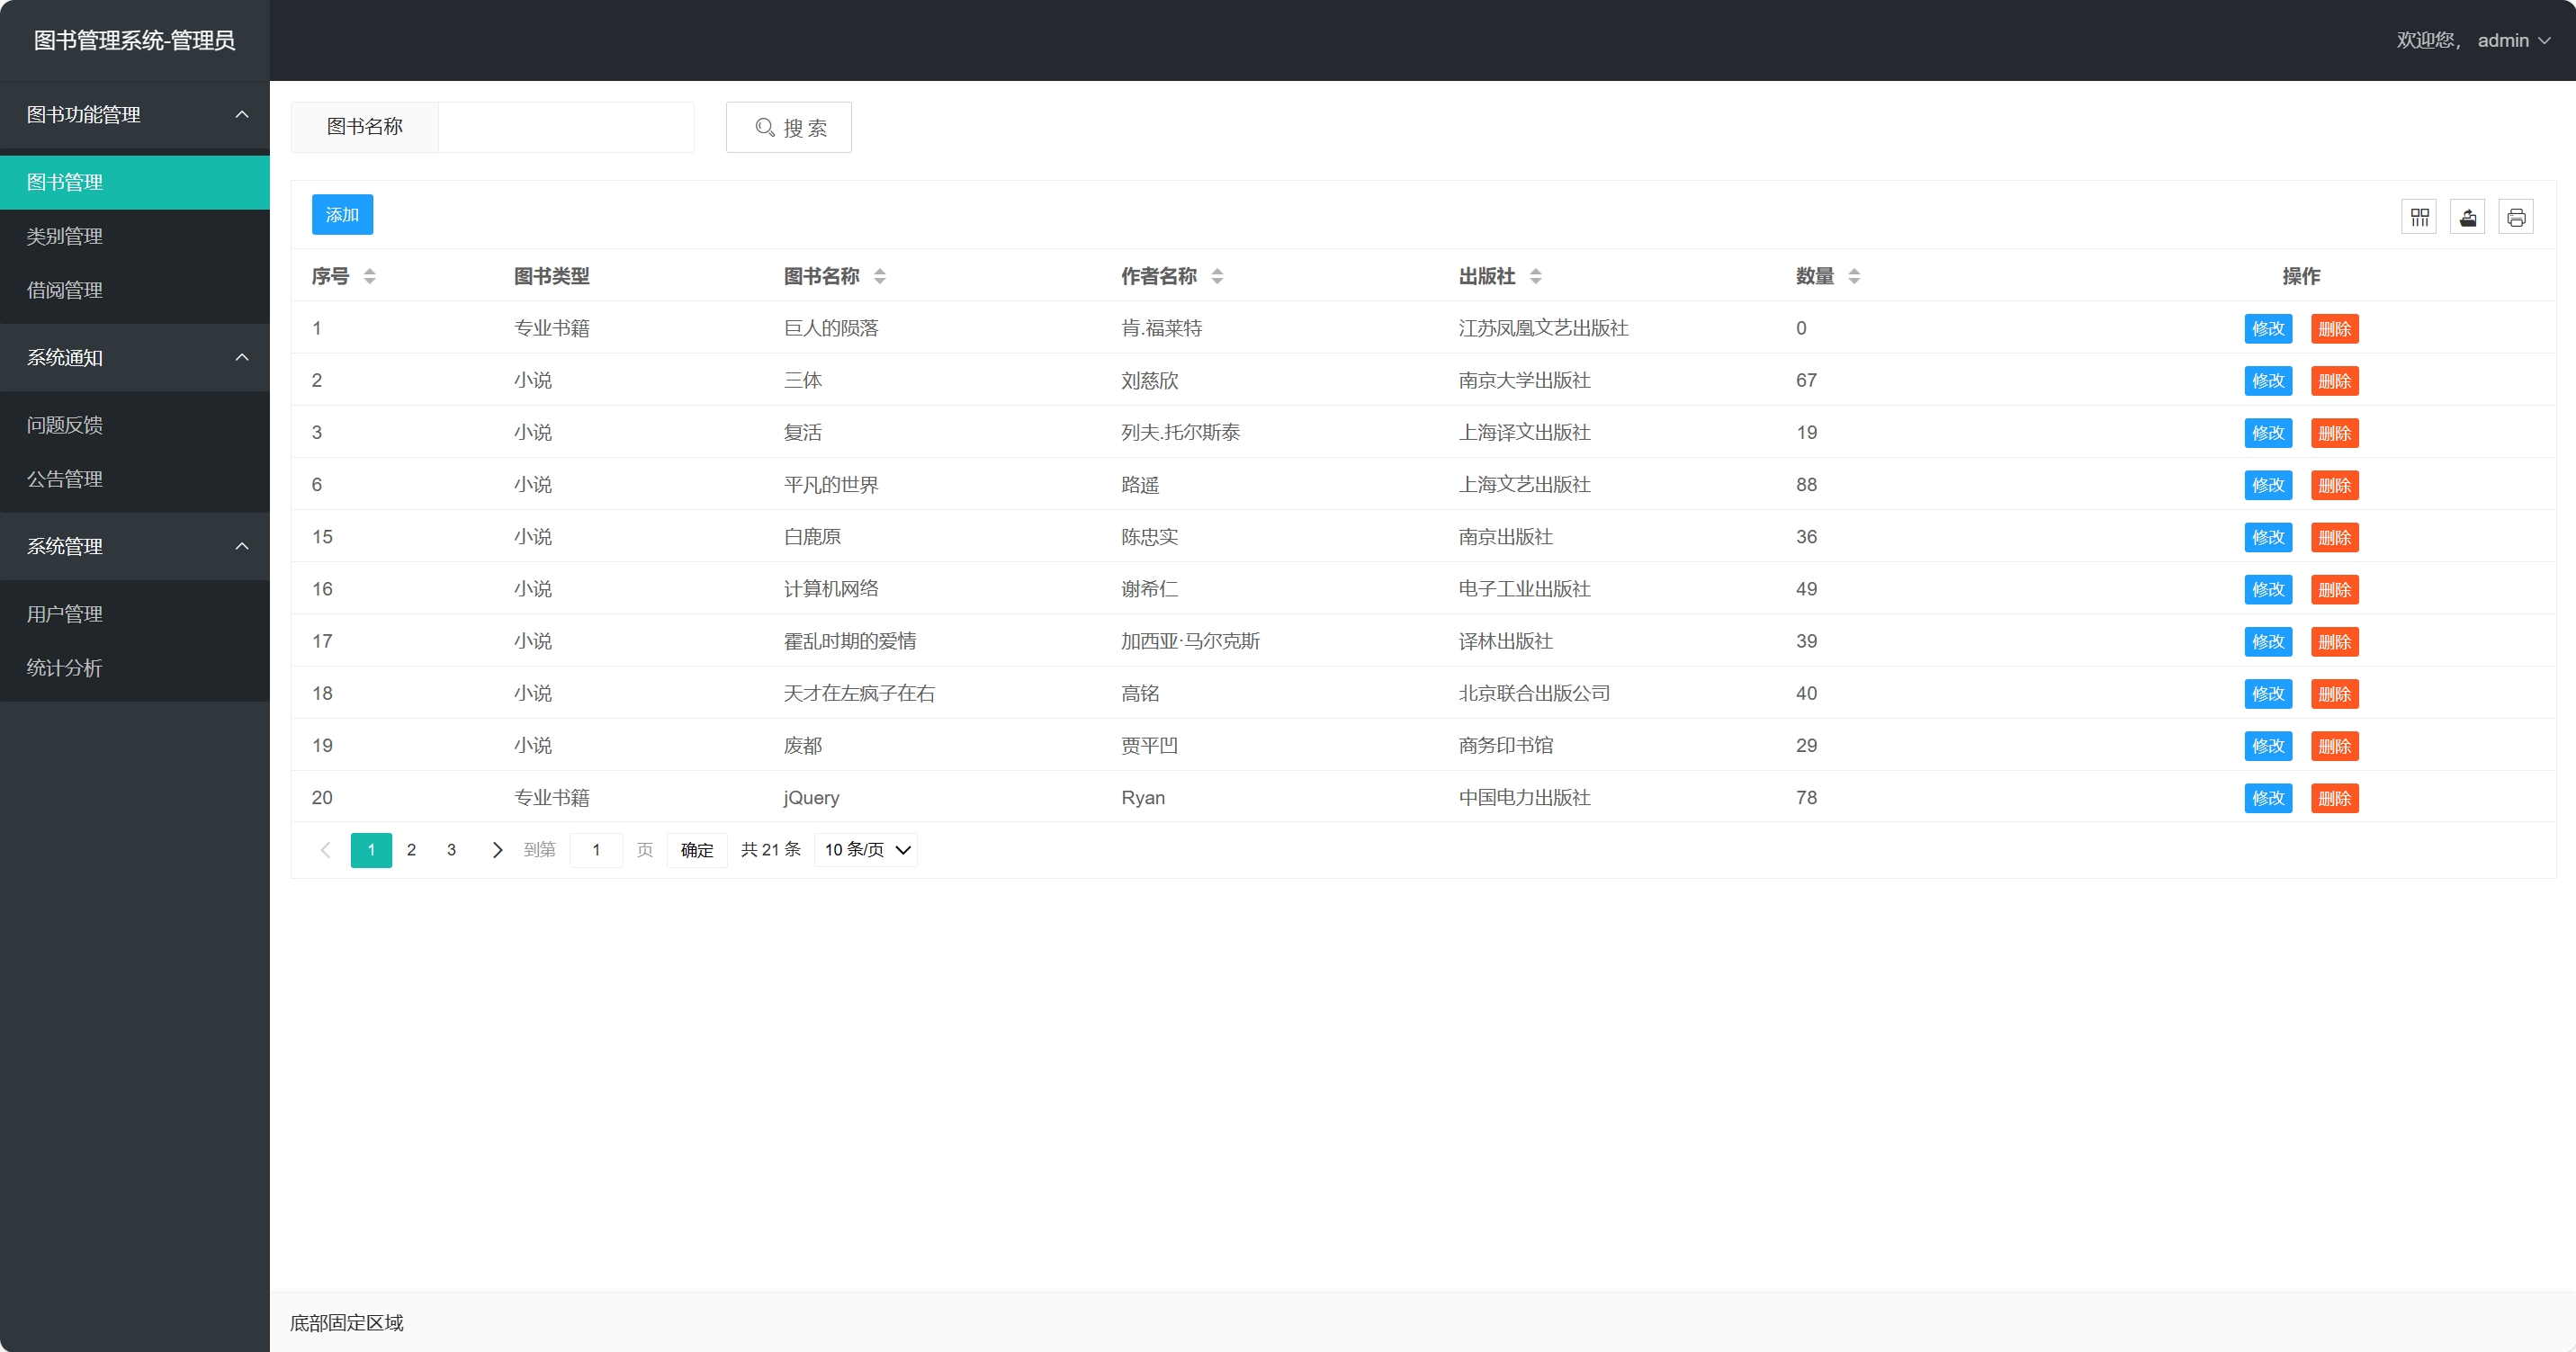 图书管理系统-管理员
欢迎您， admin
图书功能管理
图书管理
类别管理
借阅管理
系统通知
问题反馈
公告管理
系统管理
用户管理
统计分析
图书名称
搜 索
添加
序号 图书类型 图书名称 作者名称 出版社 数量 操作
1 专业书籍 巨人的陨落 肯.福莱特 江苏凤凰文艺出版社 0 修改 删除
2 小说 三体 刘慈欣 南京大学出版社 67 修改 删除
3 小说 复活 列夫.托尔斯泰 上海译文出版社 19 修改 删除
6 小说 平凡的世界 路遥 上海文艺出版社 88 修改 删除
15 小说 白鹿原 陈忠实 南京出版社 36 修改 删除
16 小说 计算机网络 谢希仁 电子工业出版社 49 修改 删除
17 小说 霍乱时期的爱情 加西亚·马尔克斯 译林出版社 39 修改 删除
18 小说 天才在左疯子在右 高铭 北京联合出版公司 40 修改 删除
19 小说 废都 贾平凹 商务印书馆 29 修改 删除
20 专业书籍 jQuery Ryan 中国电力出版社 78 修改 删除
1 2 3 到第 1 页 确定 共 21 条 10 条/页
底部固定区域